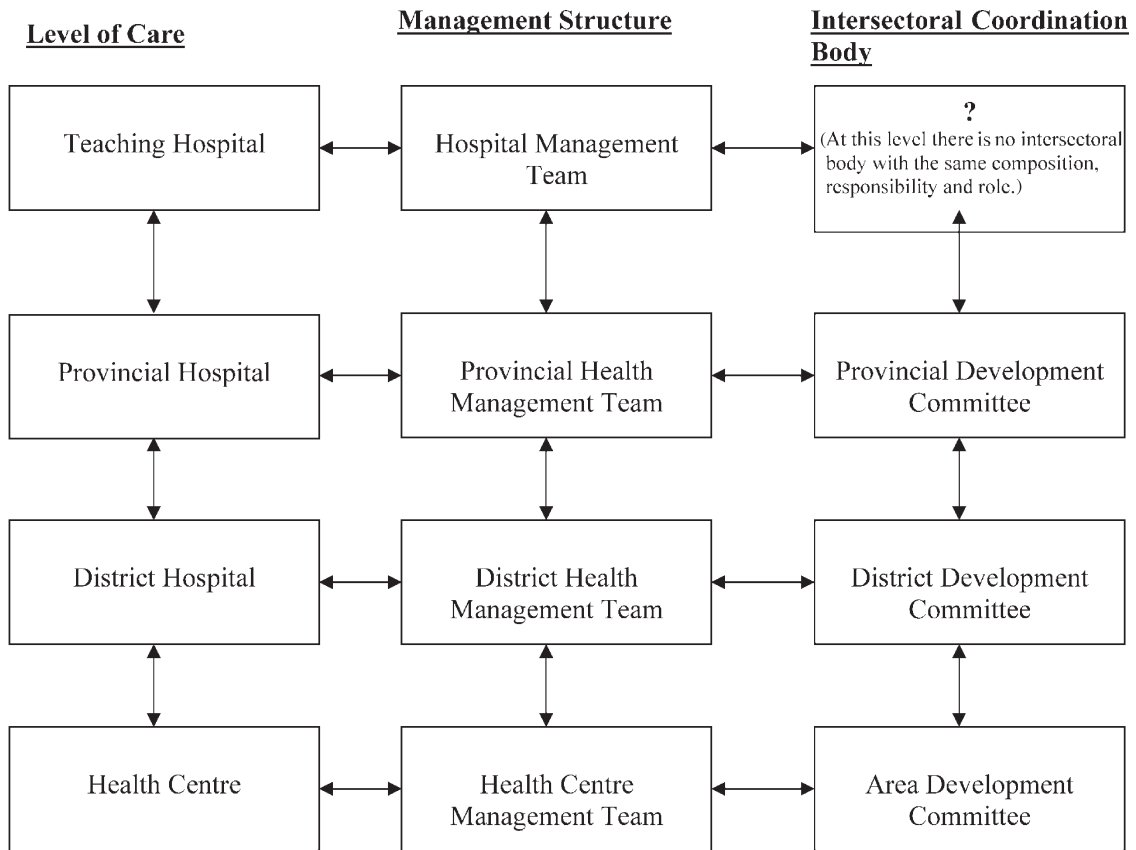 Level of Care
Management Structure
Intersectoral Coordination
Body
Teaching Hospital
Hospital Management
Team
?
(At this level there is no intersectoral
body with the same composition,
responsibility and role.)
Provincial Hospital
Provincial Health
Management Team
Provincial Development
Committee
District Hospital
District Health
Management Team
District Development
Committee
Health Centre
Health Centre
Management Team
Area Development
Committee